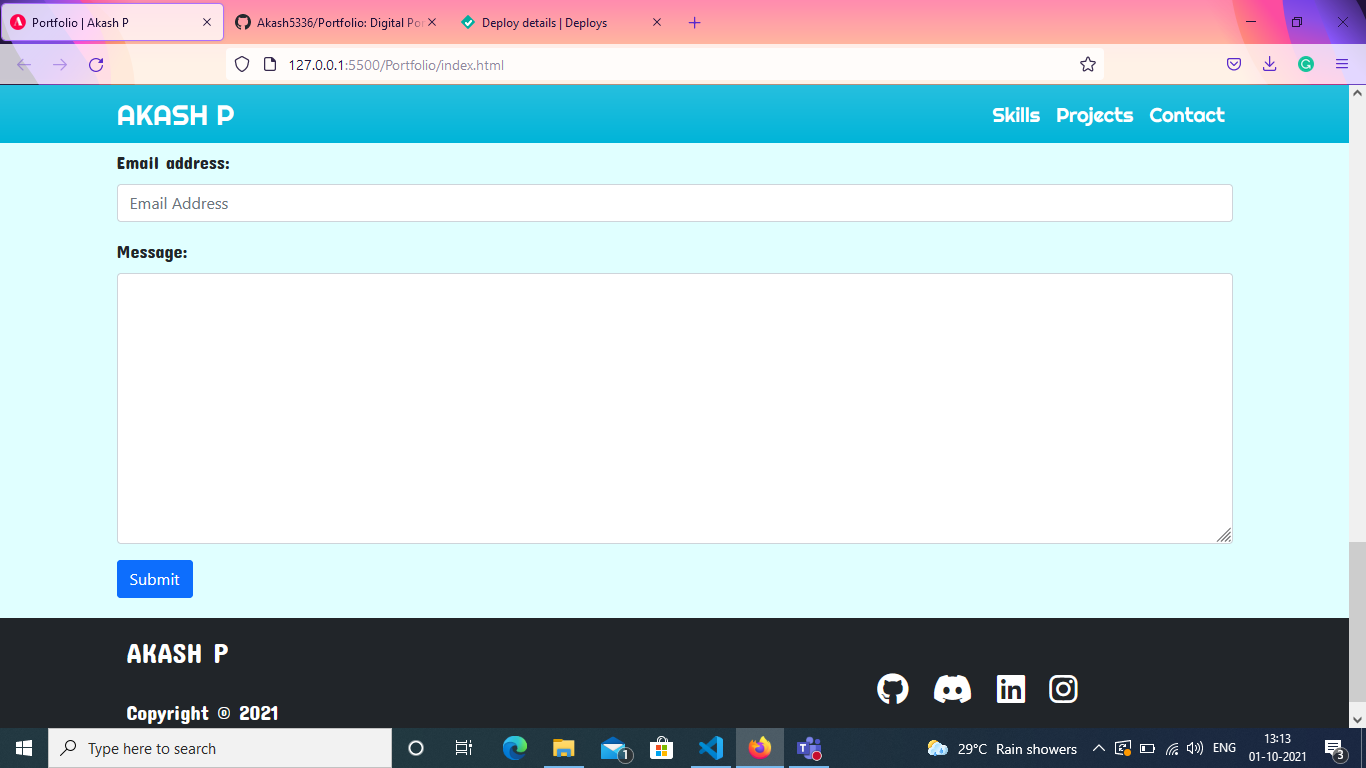 Portfolio | Akash P
Akash5336/Portfolio: Digital Po
Deploy details | Deploys
127.0.0.1:5500/Portfolio/index.html
AKASH P
Skills Projects Contact
Email address:
Email Address
Message:
Submit
AKASH P
Copyright © 2021
Type here to search
1
29°C Rain showers
ENG
13:13
01-10-2021
3